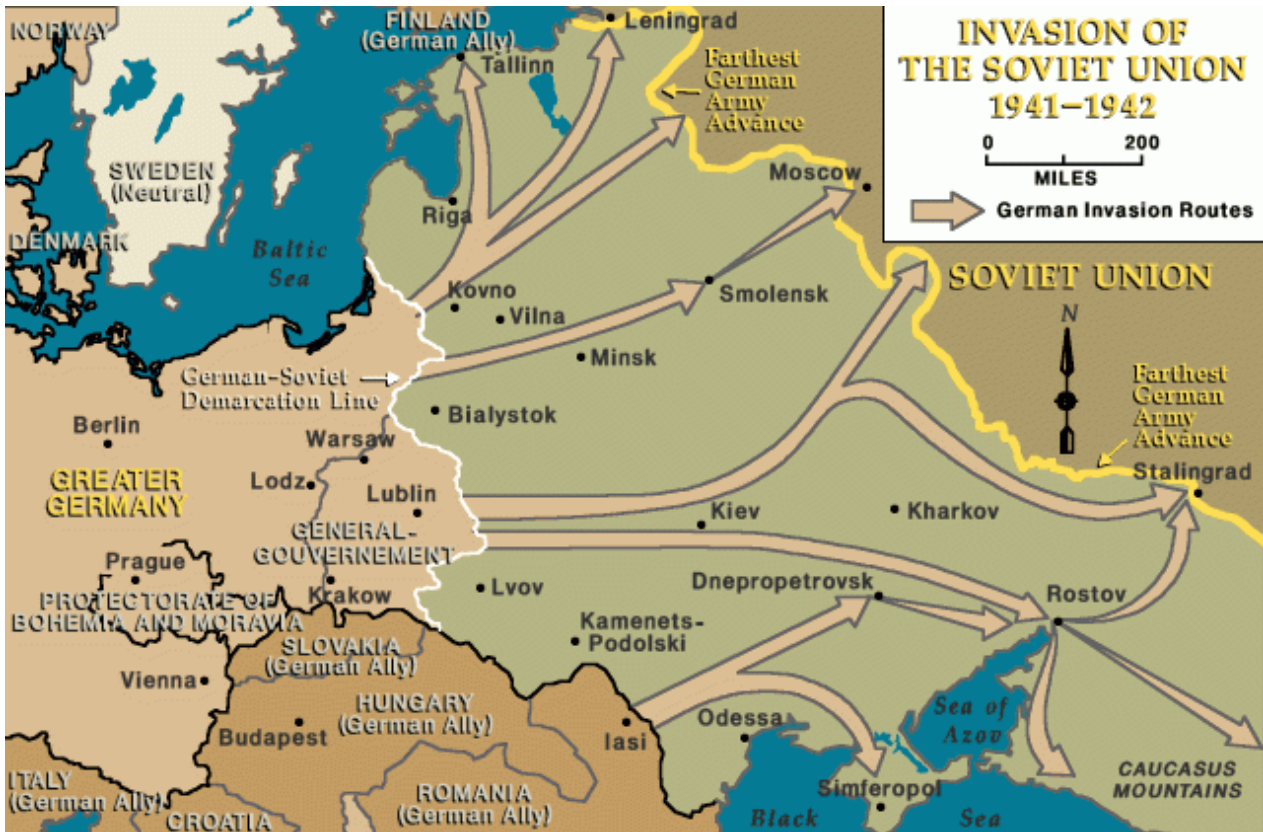 NORWAY
FINLAND
(German Ally)
Leningrad
Tallinn
Farthest
German
Army
Advance
INVASION OF
THE SOVIET UNION
1941–1942
0 200
MILES
German Invasion Routes
SWEDEN
(Neutral)
Moscow
Riga
DENMARK
Baltic
Sea
Kovno
Vilna
Smolensk
SOVIET UNION
N
Minsk
German-Soviet
Demarcation Line
Farthest
German
Army
Advance
Bialystok
Berlin
Warsaw
Stalingrad
GREATER
GERMANY
Lodz
Lublin
Kiev
Kharkov
GENERAL-
GOUVERNEMENT
Prague
Lvov
Dnepropetrovsk
Rostov
PROTECTORATE OF
BOHEMIA AND MORAVIA
Krakow
Kamenets-
Podolski
SLOVAKIA
(German Ally)
Vienna
HUNGARY
(German Ally)
Budapest
Iasi
Odessa
Sea of
Azov
CAUCASUS
MOUNTAINS
ITALY
(German Ally)
ROMANIA
(German Ally)
Simferopol
CROATIA
Black Sea